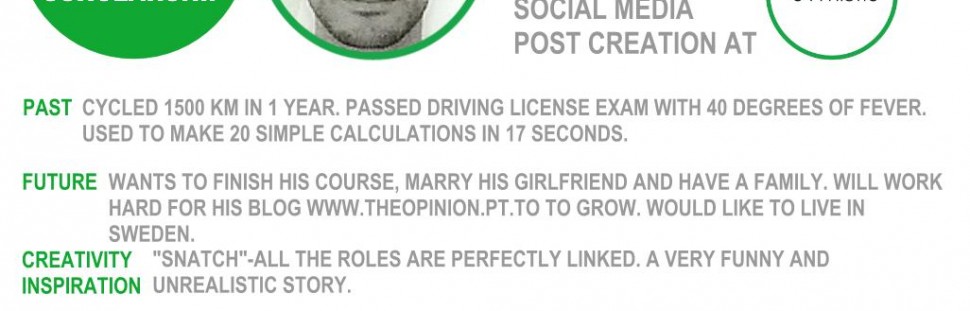 SOCIAL MEDIA
POST CREATION AT
PAST CYCLED 1500 KM IN 1 YEAR. PASSED DRIVING LICENSE EXAM WITH 40 DEGREES OF FEVER.
USED TO MAKE 20 SIMPLE CALCULATIONS IN 17 SECONDS.
FUTURE WANTS TO FINISH HIS COURSE, MARRY HIS GIRLFRIEND AND HAVE A FAMILY. WILL WORK
HARD FOR HIS BLOG WWW.THEOPINION.PT.TO TO GROW. WOULD LIKE TO LIVE IN
SWEDEN.
CREATIVITY "SNATCH"-ALL THE ROLES ARE PERFECTLY LINKED. A VERY FUNNY AND
INSPIRATION UNREALISTIC STORY.